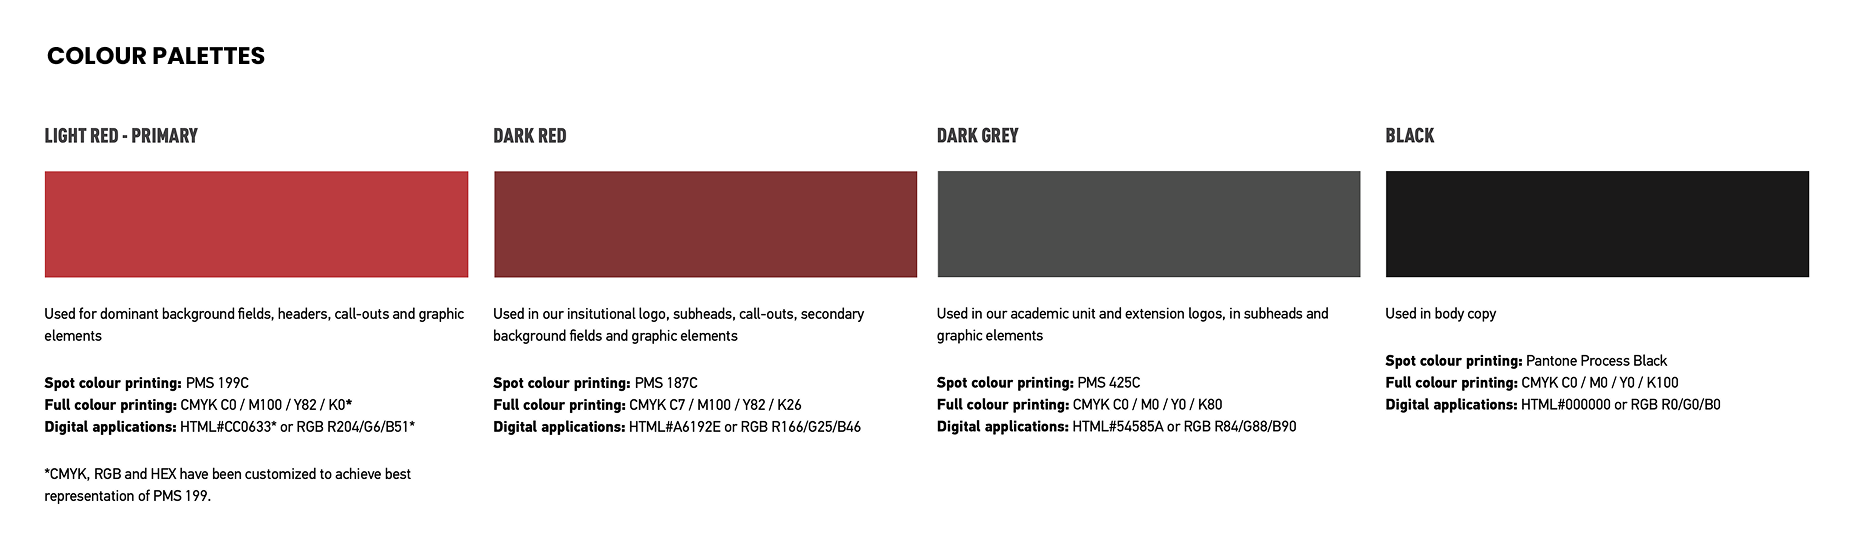 COLOUR PALETTES
LIGHT RED - PRIMARY
Used for dominant background fields, headers, call-outs and graphic
elements
Spot colour printing: PMS 199C
Full colour printing: CMYK C0 / M100 / Y82 / K0*
Digital applications: HTML#CC0633* or RGB R204/G6/B51*
*CMYK, RGB and HEX have been customized to achieve best
representation of PMS 199.
DARK RED
Used in our insitutional logo, subheads, call-outs, secondary
background fields and graphic elements
Spot colour printing: PMS 187C
Full colour printing: CMYK C7 / M100 / Y82 / K26
Digital applications: HTML#A6192E or RGB R166/G25/B46
DARK GREY
Used in our academic unit and extension logos, in subheads and
graphic elements
Spot colour printing: PMS 425C
Full colour printing: CMYK C0 / M0 / Y0 / K80
Digital applications: HTML#54585A or RGB R84/G88/B90
BLACK
Used in body copy
Spot colour printing: Pantone Process Black
Full colour printing: CMYK C0 / M0 / Y0 / K100
Digital applications: HTML#000000 or RGB R0/G0/B0